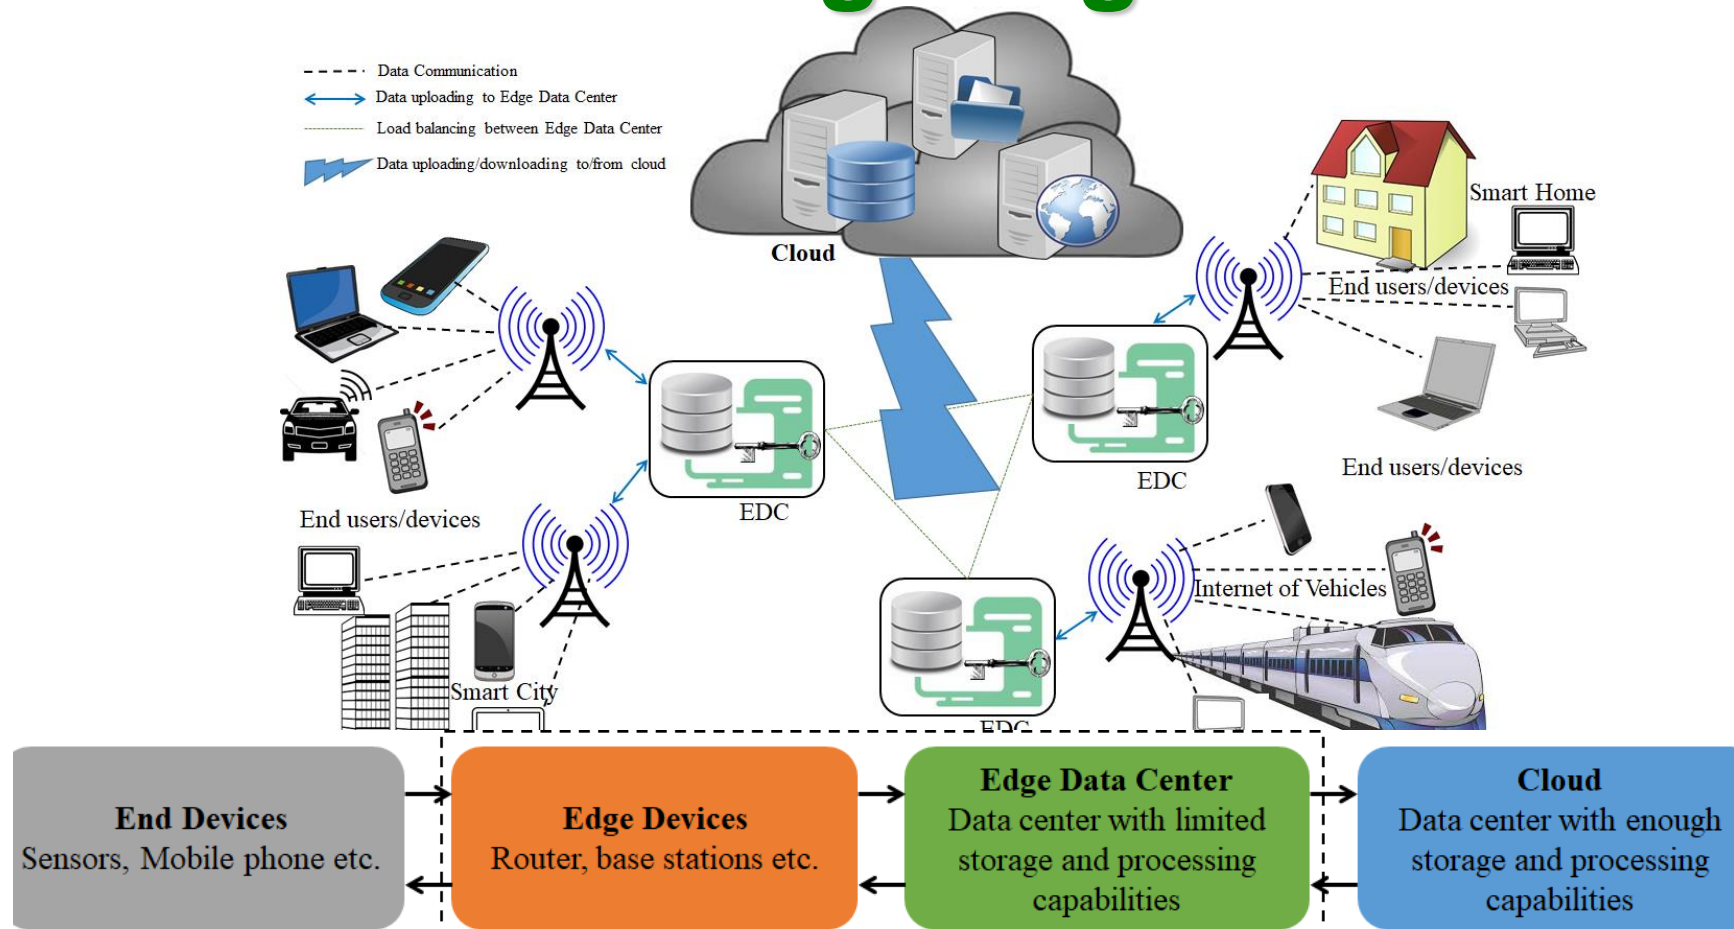 Data Communication
Data uploading to Edge Data Center
Load balancing between Edge Data Center
Data uploading/downloading to/from cloud
Cloud
Smart Home
End users/devices
EDC
EDC
End users/devices
End users/devices
Internet of Vehicles
Smart City
EDC
End Devices
Sensors, Mobile phone etc.
Edge Devices
Router, base stations etc.
Edge Data Center
Data center with limited
storage and processing
capabilities
Cloud
Data center with enough
storage and processing
capabilities